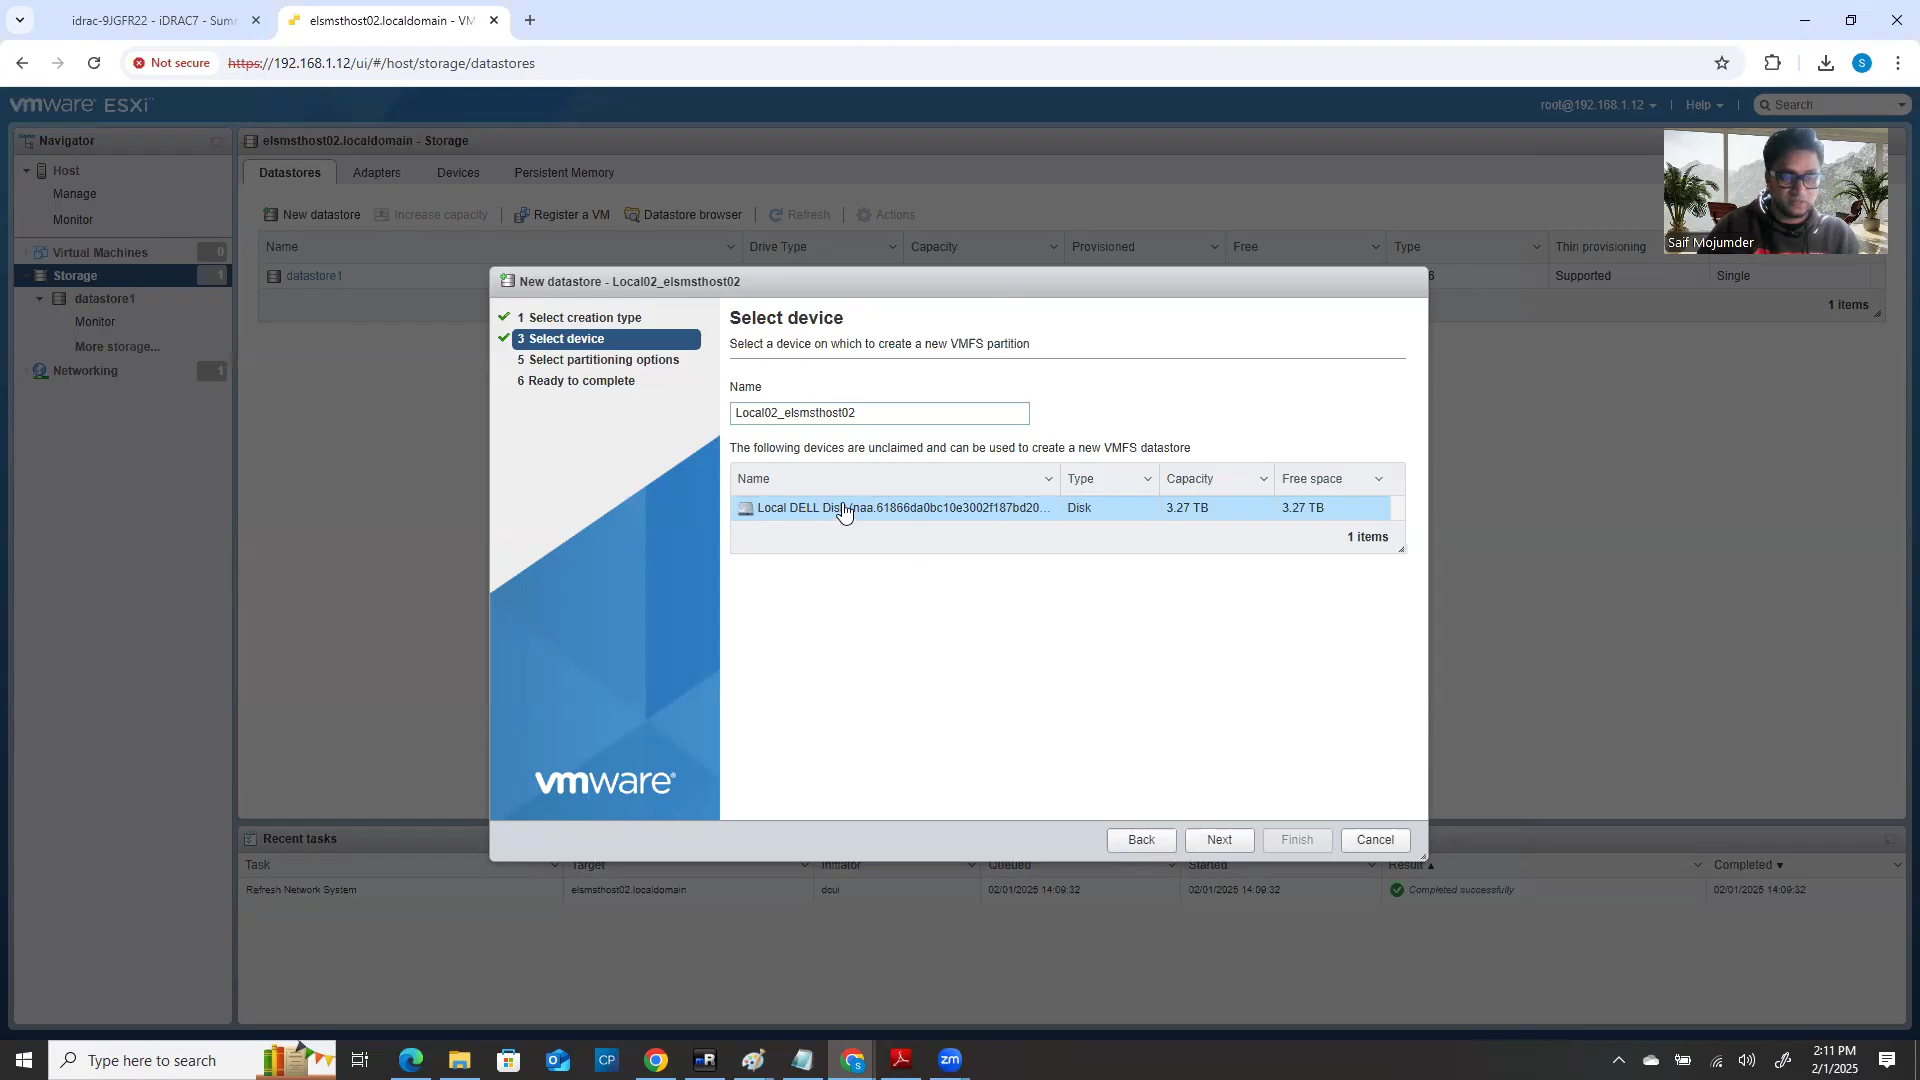 idrac-9JGFR22 - iDRAC7 - Sum
elsmsthost02.localdomain - VM
Not secure
https://192.168.1.12/ui/#/host/storage/datastores
S
vmware ESXi
root@192.168.1.12
Help
Search
Navigator
elsmsthost02.localdomain - Storage
Host
Manage
Monitor
Virtual Machines 0
Storage 1
datastore1
Monitor
More storage...
Networking 1
Datastores
Adapters
Devices
Persistent Memory
New datastore
Increase capacity
Register a VM
Datastore browser
Refresh
Actions
Name
Drive Type
Capacity
Provisioned
Free
Type
Thin provisioning
datastore1
6
Supported
Single
1 items
Saif Mojumder
New datastore - Local02_elsmsthost02
1 Select creation type
3 Select device
5 Select partitioning options
6 Ready to complete
vmware
Select device
Select a device on which to create a new VMFS partition
Name
Local02_elsmsthost02
The following devices are unclaimed and can be used to create a new VMFS datastore
Name
Type
Capacity
Free space
Local DELL Disk (naa.61866da0bc10e3002f187bd20...
Disk
3.27 TB
3.27 TB
1 items
Back
Next
Finish
Cancel
Recent tasks
Task
Target
Initiator
Queued
Started
Result
Completed
Refresh Network System
elsmsthost02.localdomain
dcui
02/01/2025 14:09:32
02/01/2025 14:09:32
Completed successfully
02/01/2025 14:09:32
Type here to search
CP
R
S
zm
2:11 PM
2/1/2025